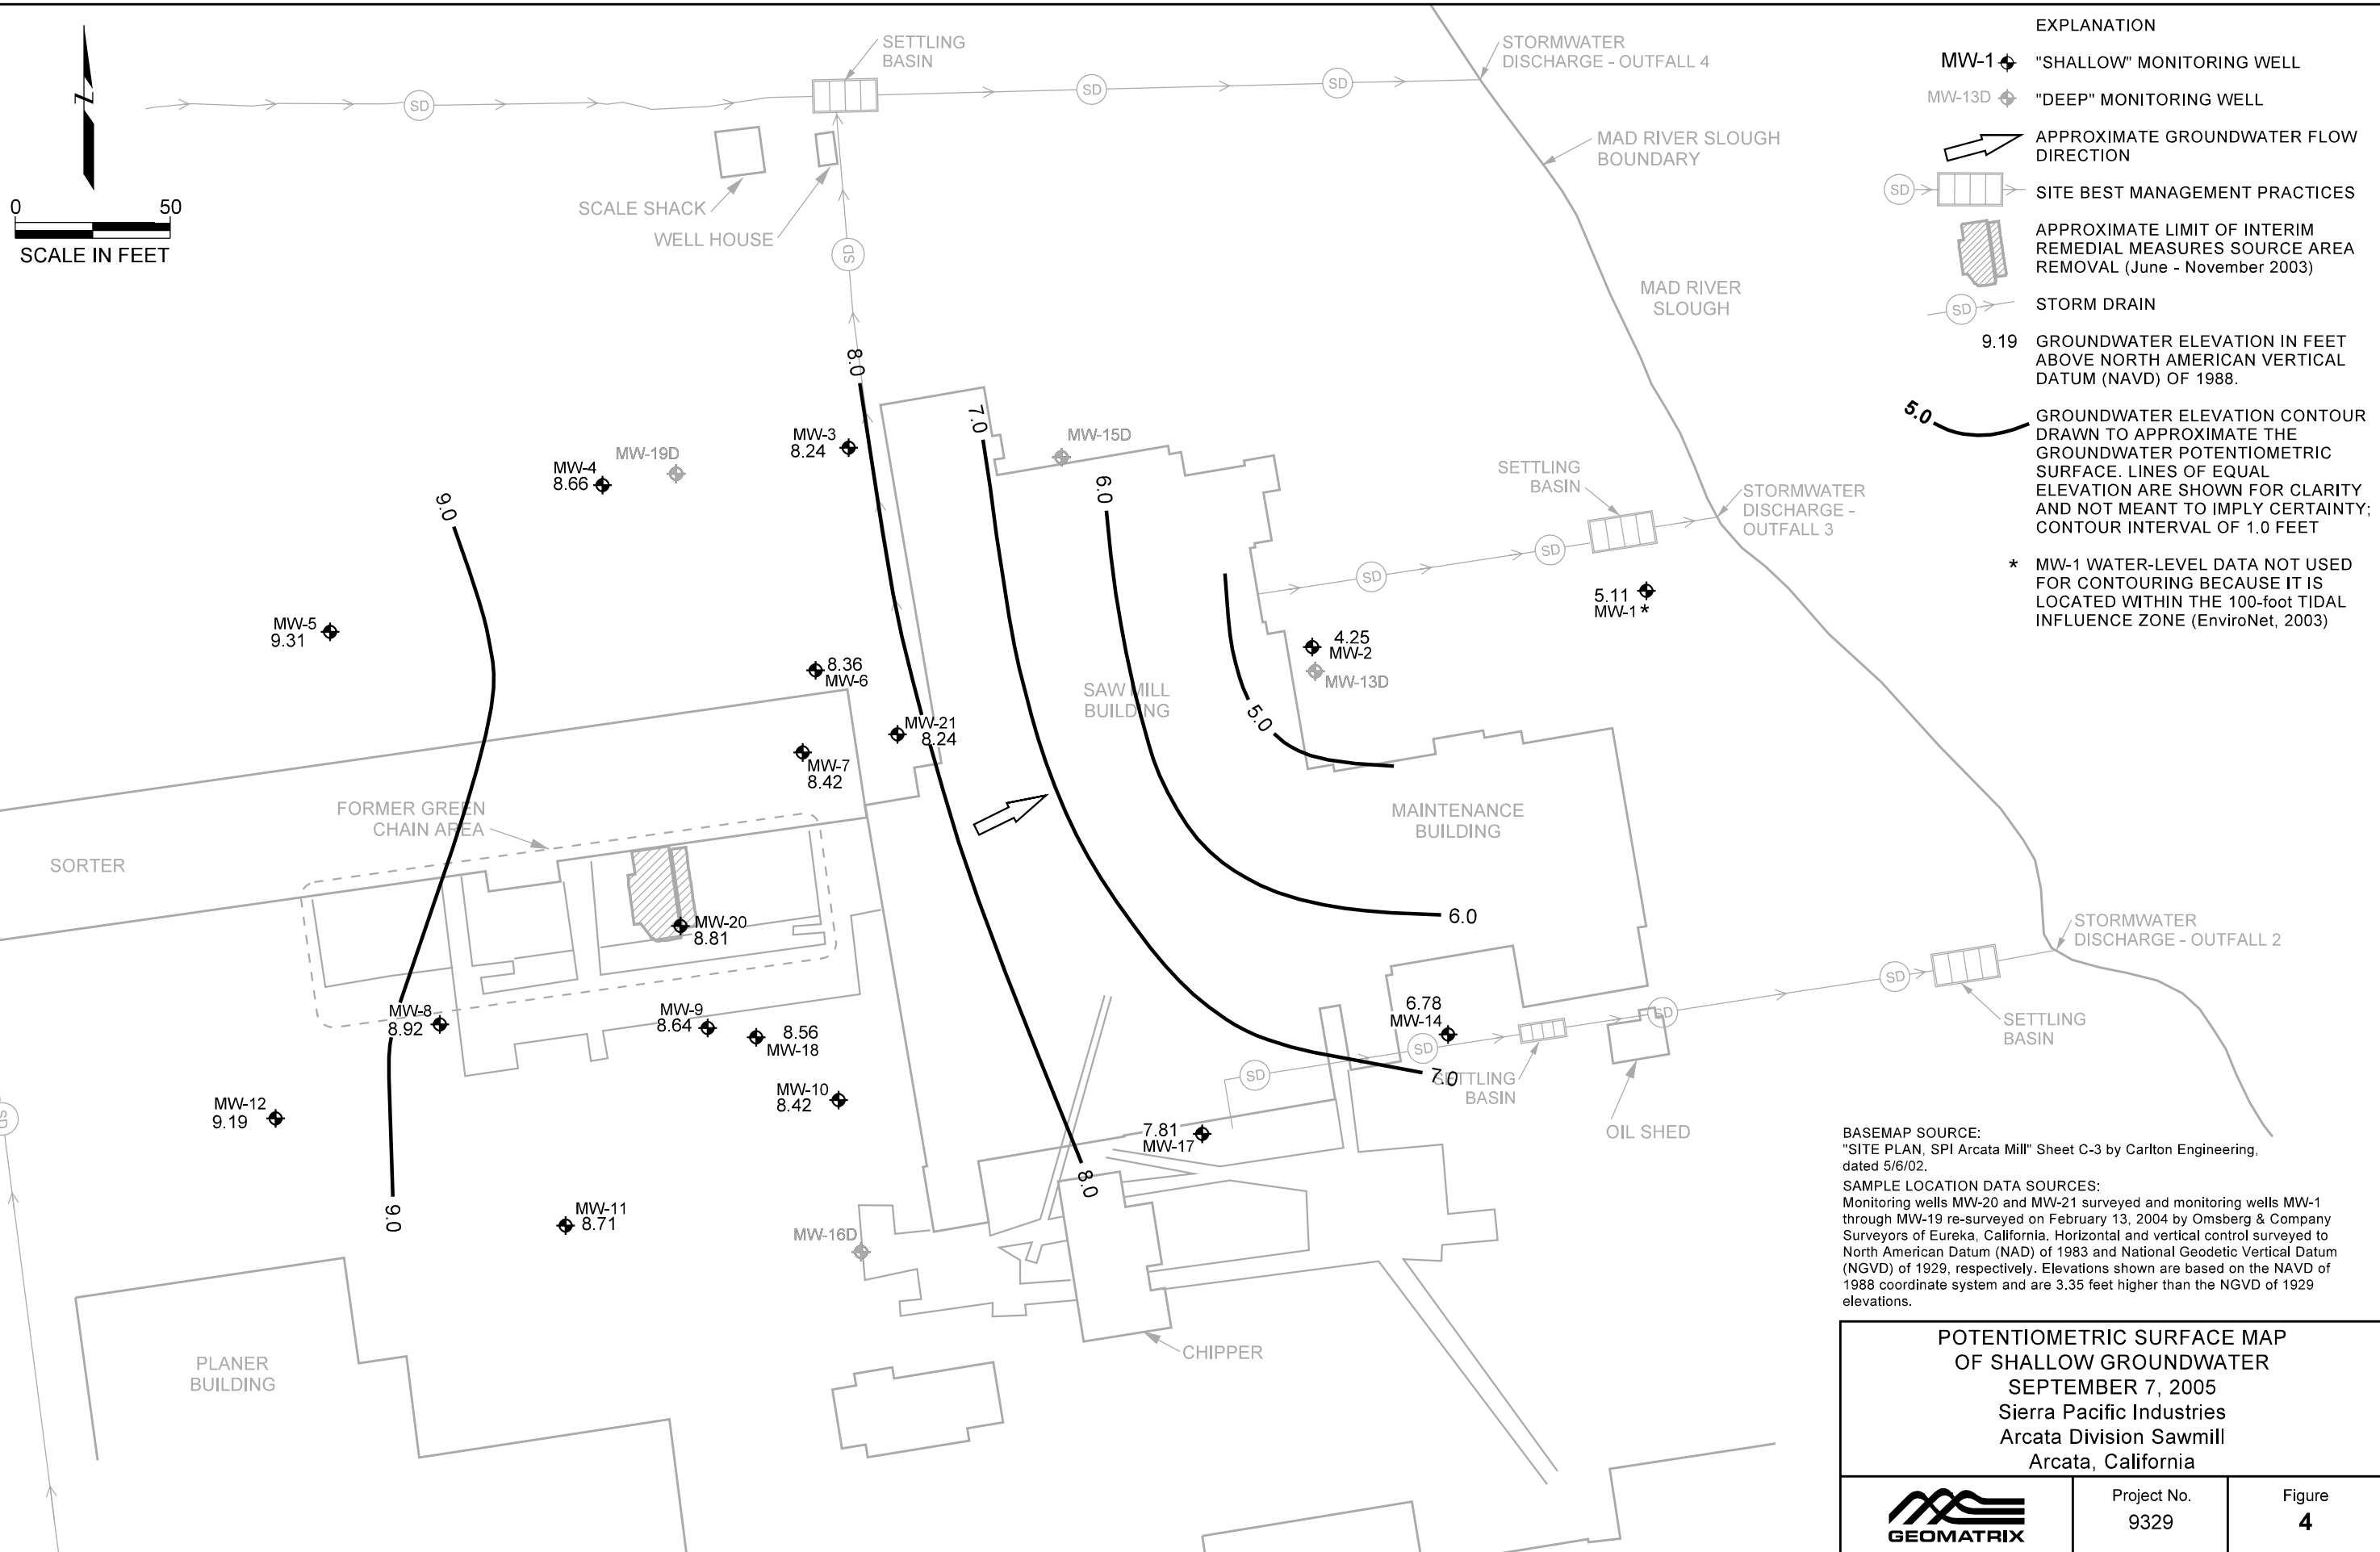 SETTLING
BASIN
STORMWATER
DISCHARGE - OUTFALL 4
SD
SD
SD
0
50
SCALE IN FEET
SCALE SHACK
WELL HOUSE
SD
MAD RIVER SLOUGH
BOUNDARY
MAD RIVER
SLOUGH
8.0
7.0
6.0
9.0
MW-3
8.24
MW-4
8.66
MW-19D
MW-15D
SETTLING
BASIN
STORMWATER
DISCHARGE -
OUTFALL 3
SD
SD
MW-5
9.31
5.11
MW-1*
4.25
MW-2
MW-13D
8.36
MW-6
SAW MILL
BUILDING
5.0
MW-21
8.24
MW-7
8.42
FORMER GREEN
CHAIN AREA
SORTER
MAINTENANCE
BUILDING
MW-20
8.81
6.0
STORMWATER
DISCHARGE - OUTFALL 2
SD
MW-8
8.92
MW-9
8.64
8.56
MW-18
6.78
MW-14
SD
SD
SD
SETTLING
BASIN
SETTLING
BASIN
7.0
MW-10
8.42
MW-12
9.19
SD
7.81
MW-17
OIL SHED
8.0
9.0
MW-11
8.71
MW-16D
CHIPPER
PLANER
BUILDING
EXPLANATION
MW-1 "SHALLOW" MONITORING WELL
MW-13D "DEEP" MONITORING WELL
APPROXIMATE GROUNDWATER FLOW
DIRECTION
SD SITE BEST MANAGEMENT PRACTICES
APPROXIMATE LIMIT OF INTERIM
REMEDIAL MEASURES SOURCE AREA
REMOVAL (June - November 2003)
SD STORM DRAIN
9.19 GROUNDWATER ELEVATION IN FEET
ABOVE NORTH AMERICAN VERTICAL
DATUM (NAVD) OF 1988.
5.0 GROUNDWATER ELEVATION CONTOUR
DRAWN TO APPROXIMATE THE
GROUNDWATER POTENTIOMETRIC
SURFACE. LINES OF EQUAL
ELEVATION ARE SHOWN FOR CLARITY
AND NOT MEANT TO IMPLY CERTAINTY;
CONTOUR INTERVAL OF 1.0 FEET
* MW-1 WATER-LEVEL DATA NOT USED
FOR CONTOURING BECAUSE IT IS
LOCATED WITHIN THE 100-foot TIDAL
INFLUENCE ZONE (EnviroNet, 2003)
BASEMAP SOURCE:
"SITE PLAN, SPI Arcata Mill" Sheet C-3 by Carlton Engineering,
dated 5/6/02.
SAMPLE LOCATION DATA SOURCES:
Monitoring wells MW-20 and MW-21 surveyed and monitoring wells MW-1
through MW-19 re-surveyed on February 13, 2004 by Omsberg & Company
Surveyors of Eureka, California. Horizontal and vertical control surveyed to
North American Datum (NAD) of 1983 and National Geodetic Vertical Datum
(NGVD) of 1929, respectively. Elevations shown are based on the NAVD of
1988 coordinate system and are 3.35 feet higher than the NGVD of 1929
elevations.
POTENTIOMETRIC SURFACE MAP
OF SHALLOW GROUNDWATER
SEPTEMBER 7, 2005
Sierra Pacific Industries
Arcata Division Sawmill
Arcata, California
GEOMATRIX
Project No.
9329
Figure
4